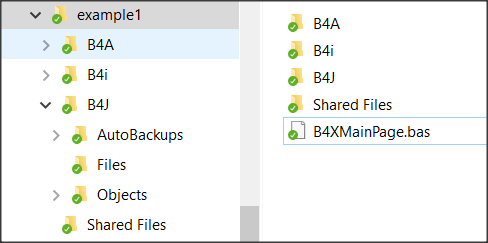 example1
B4A
B4i
B4J
AutoBackups
Files
Objects
Shared Files
B4A
B4i
B4J
Shared Files
B4XMainPage.bas